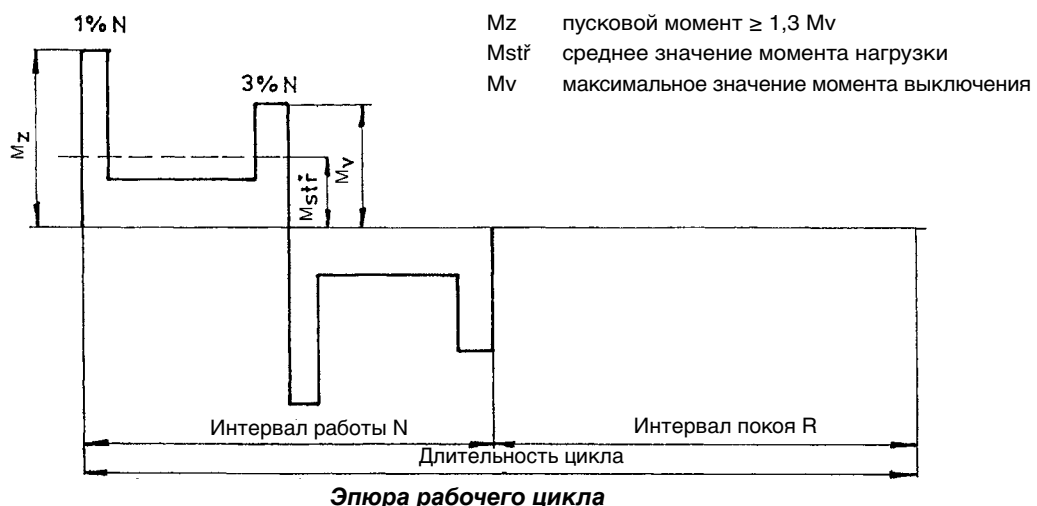 1% N
Mz пусковой момент ≥ 1,3 Mv
Mstř среднее значение момента нагрузки
3% N
Mv максимальное значение момента выключения
Mz
Mstř
Mv
Интервал работы N
Интервал покоя R
Длительность цикла
Эпюра рабочего цикла